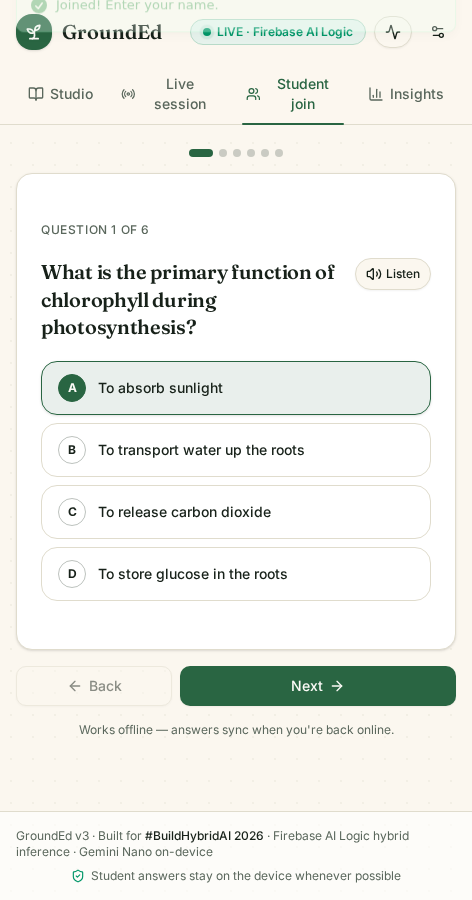 Joined! Enter your name.
GroundEd
LIVE · Firebase AI Logic
Studio
Live
session
Student
join
Insights
QUESTION 1 OF 6
What is the primary function of
chlorophyll during
photosynthesis?
Listen
A To absorb sunlight
B To transport water up the roots
C To release carbon dioxide
D To store glucose in the roots
← Back
Next →
Works offline — answers sync when you're back online.
GroundEd v3 · Built for #BuildHybridAI 2026 · Firebase AI Logic hybrid
inference · Gemini Nano on-device
Student answers stay on the device whenever possible